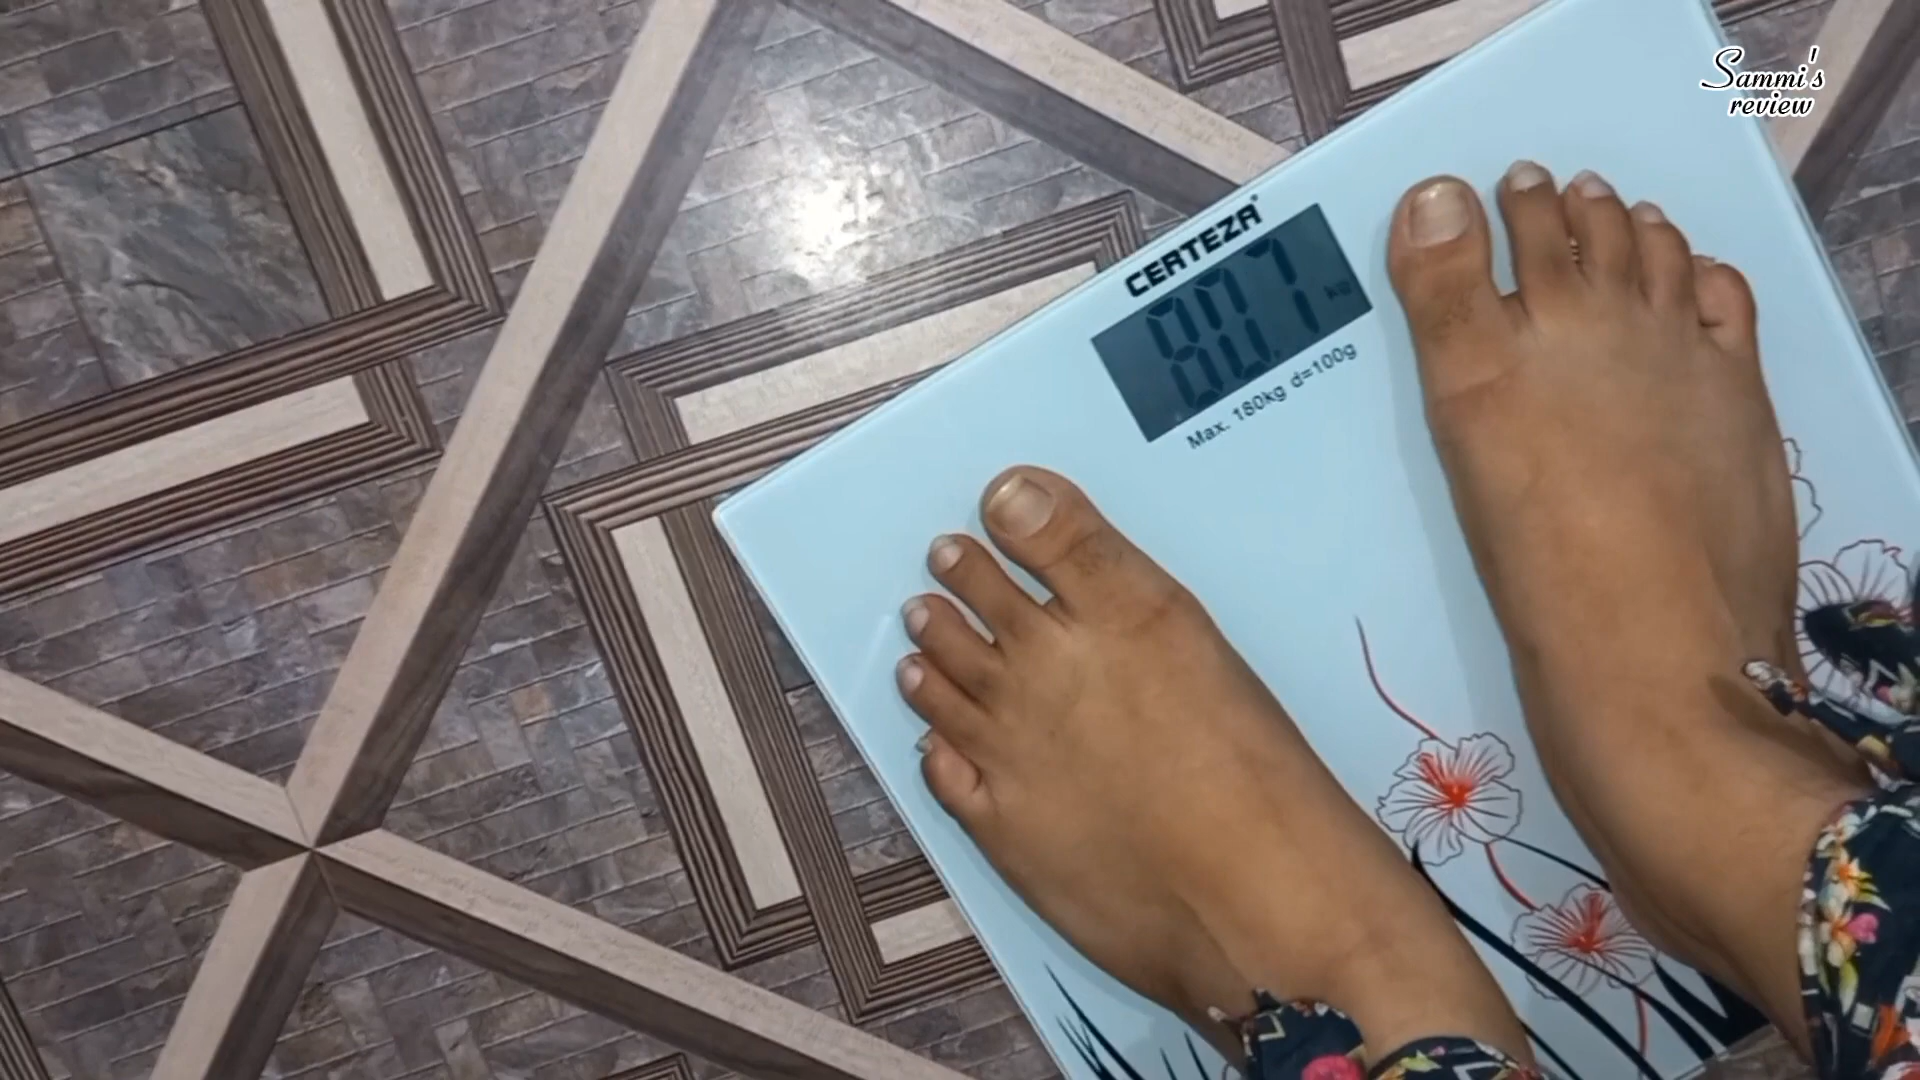 Sammi's
review
CERTEZA
80.7 kg
Max. 180kg d=100g